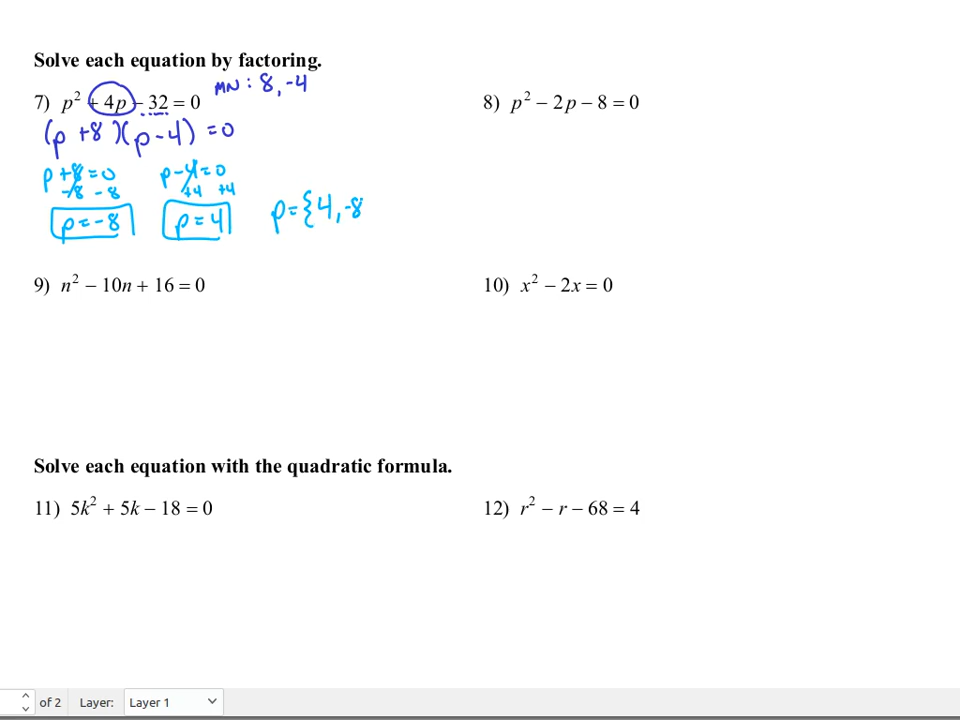 Solve each equation by factoring.
7) p² + 4p − 32 = 0
MN : 8, -4
(p +8)(p -4) = 0
p +8 = 0
-8 -8
p = -8
p -4 = 0
+4 +4
p = 4
p = {4, -8
8) p² − 2p − 8 = 0
9) n² − 10n + 16 = 0
10) x² − 2x = 0
Solve each equation with the quadratic formula.
11) 5k² + 5k − 18 = 0
12) r² − r − 68 = 4
of 2 Layer: Layer 1